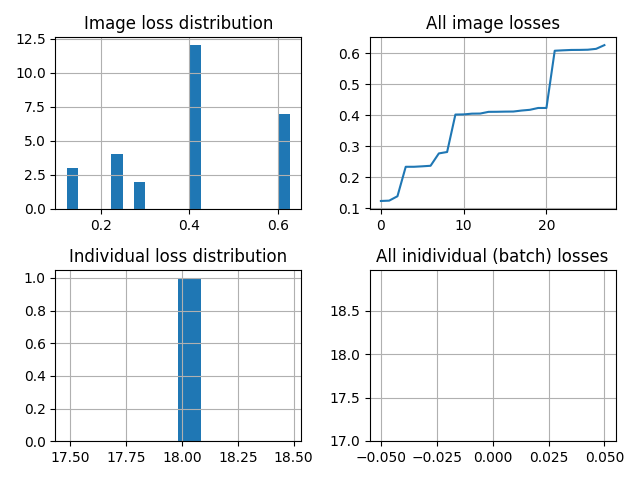 Image loss distribution
12.5
10.0
7.5
5.0
2.5
0.0
0.2 0.4 0.6
All image losses
0.6
0.5
0.4
0.3
0.2
0.1
0 10 20
Individual loss distribution
1.0
0.8
0.6
0.4
0.2
0.0
17.50 17.75 18.00 18.25 18.50
All inidividual (batch) losses
18.5
18.0
17.5
17.0
−0.050 −0.025 0.000 0.025 0.050